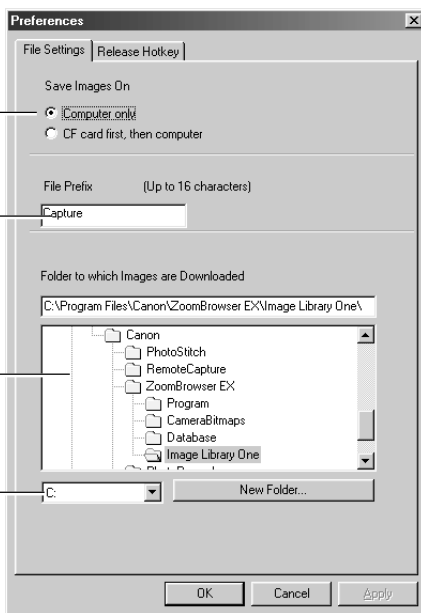 Preferences
File Settings
Release Hotkey
Save Images On
Computer only
CF card first, then computer
File Prefix (Up to 16 characters)
Capture
Folder to which Images are Downloaded
C:\Program Files\Canon\ZoomBrowser EX\Image Library One\
Canon
PhotoStitch
RemoteCapture
ZoomBrowser EX
Program
CameraBitmaps
Database
Image Library One
C:
New Folder...
OK
Cancel
Apply